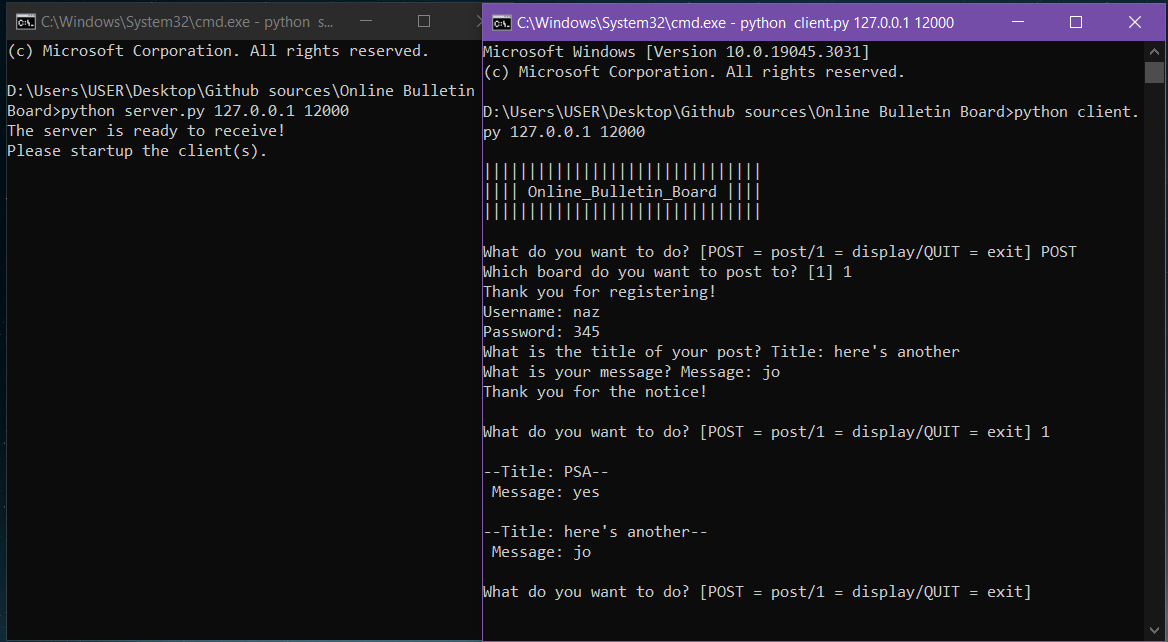 C:\Windows\System32\cmd.exe - python s...
(c) Microsoft Corporation. All rights reserved.
D:\Users\USER\Desktop\Github sources\Online Bulletin
Board>python server.py 127.0.0.1 12000
The server is ready to receive!
Please startup the client(s).
C:\Windows\System32\cmd.exe - python client.py 127.0.0.1 12000
Microsoft Windows [Version 10.0.19045.3031]
(c) Microsoft Corporation. All rights reserved.
D:\Users\USER\Desktop\Github sources\Online Bulletin Board>python client.
py 127.0.0.1 12000
|||||||||||||||||||||||||||||||
|||| Online_Bulletin_Board ||||
|||||||||||||||||||||||||||||||
What do you want to do? [POST = post/1 = display/QUIT = exit] POST
Which board do you want to post to? [1] 1
Thank you for registering!
Username: naz
Password: 345
What is the title of your post? Title: here's another
What is your message? Message: jo
Thank you for the notice!
What do you want to do? [POST = post/1 = display/QUIT = exit] 1
--Title: PSA--
Message: yes
--Title: here's another--
Message: jo
What do you want to do? [POST = post/1 = display/QUIT = exit]